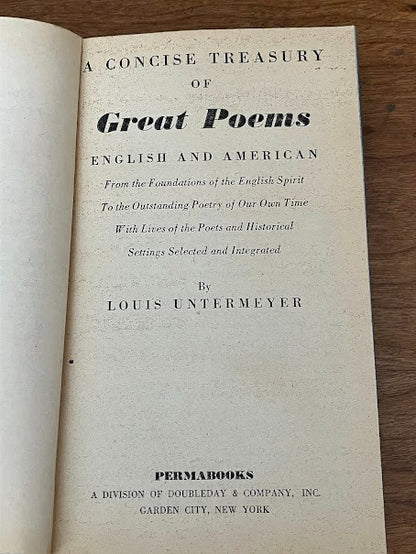 A CONCISE TREASURY
OF
Great Poems
ENGLISH AND AMERICAN
From the Foundations of the English Spirit
To the Outstanding Poetry of Our Own Time
With Lives of the Poets and Historical
Settings Selected and Integrated
By
LOUIS UNTERMEYER
PERMABOOKS
A DIVISION OF DOUBLEDAY & COMPANY, INC.
GARDEN CITY, NEW YORK